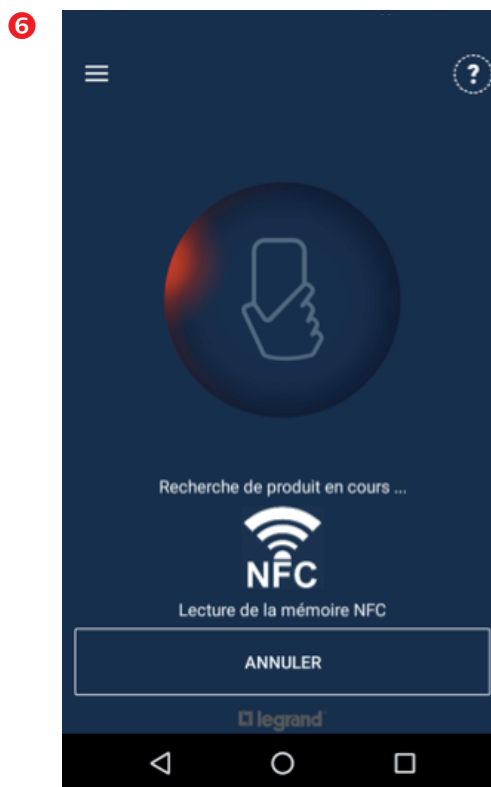 6
?
Recherche de produit en cours ...
NFC
Lecture de la mémoire NFC
ANNULER
legrand